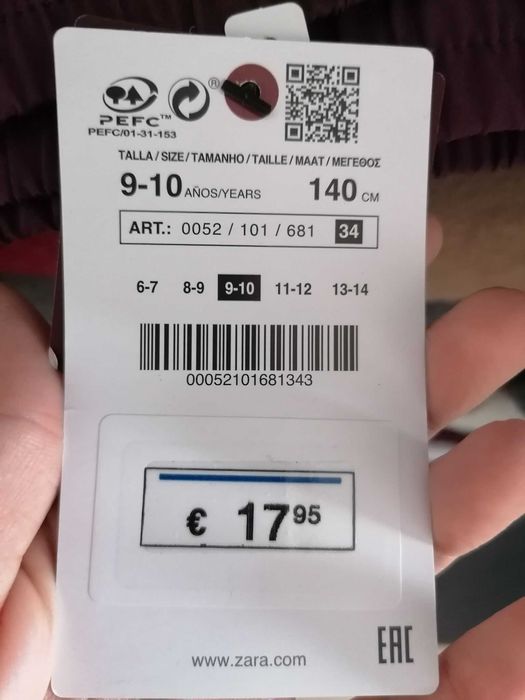 PEFC™
PEFC/01-31-153
®
TALLA / SIZE / TAMANHO / TAILLE / MAAT / ΜΕΓΕΘΟΣ
9-10 AÑOS/YEARS 140 CM
ART.: 0052 / 101 / 681 34
6-7 8-9 9-10 11-12 13-14
00052101681343
€ 17 95
www.zara.com
EAC